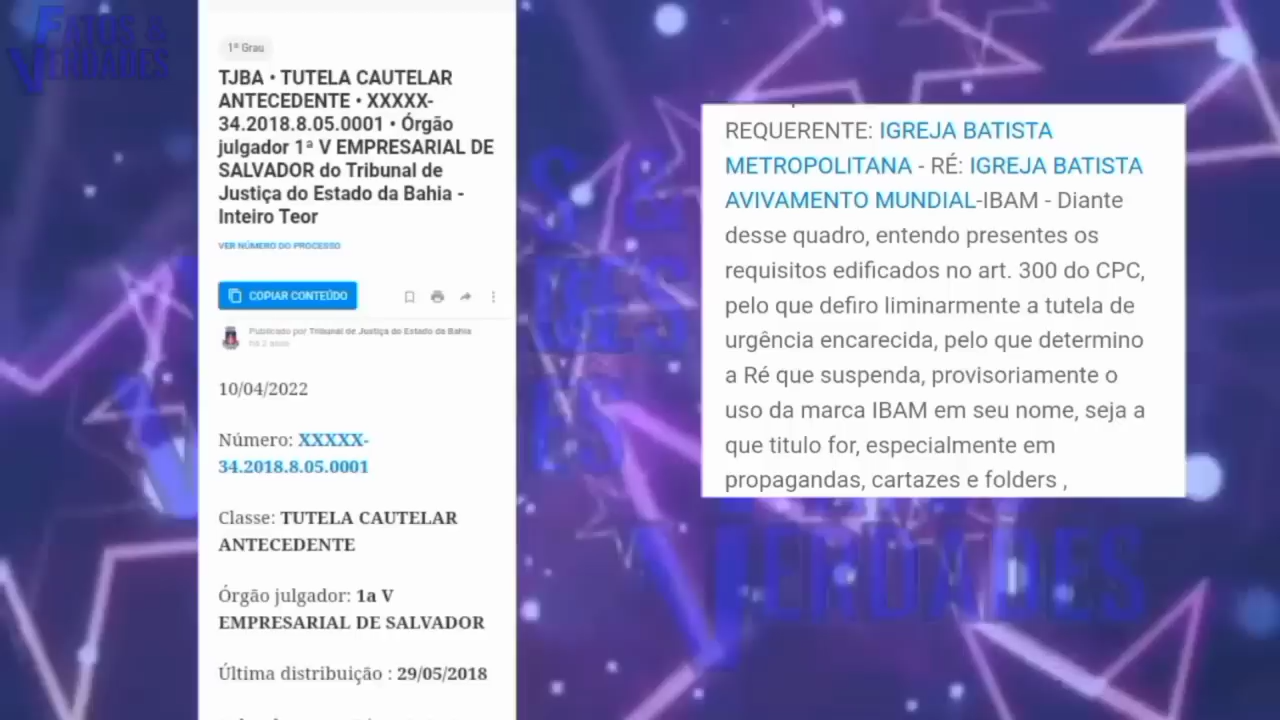 FATOS &
VERDADES
1º Grau
TJBA • TUTELA CAUTELAR
ANTECEDENTE • XXXXX-
34.2018.8.05.0001 • Órgão
julgador 1ª V EMPRESARIAL DE
SALVADOR do Tribunal de
Justiça do Estado da Bahia -
Inteiro Teor
VER NÚMERO DO PROCESSO
COPIAR CONTEÚDO
Publicado por Tribunal de Justiça do Estado da Bahia
há 2 anos
10/04/2022
Número: XXXXX-
34.2018.8.05.0001
Classe: TUTELA CAUTELAR
ANTECEDENTE
Órgão julgador: 1a V
EMPRESARIAL DE SALVADOR
Última distribuição : 29/05/2018
REQUERENTE: IGREJA BATISTA
METROPOLITANA - RÉ: IGREJA BATISTA
AVIVAMENTO MUNDIAL-IBAM - Diante
desse quadro, entendo presentes os
requisitos edificados no art. 300 do CPC,
pelo que defiro liminarmente a tutela de
urgência encarecida, pelo que determino
a Ré que suspenda, provisoriamente o
uso da marca IBAM em seu nome, seja a
que titulo for, especialmente em
propagandas, cartazes e folders ,
VERDADES